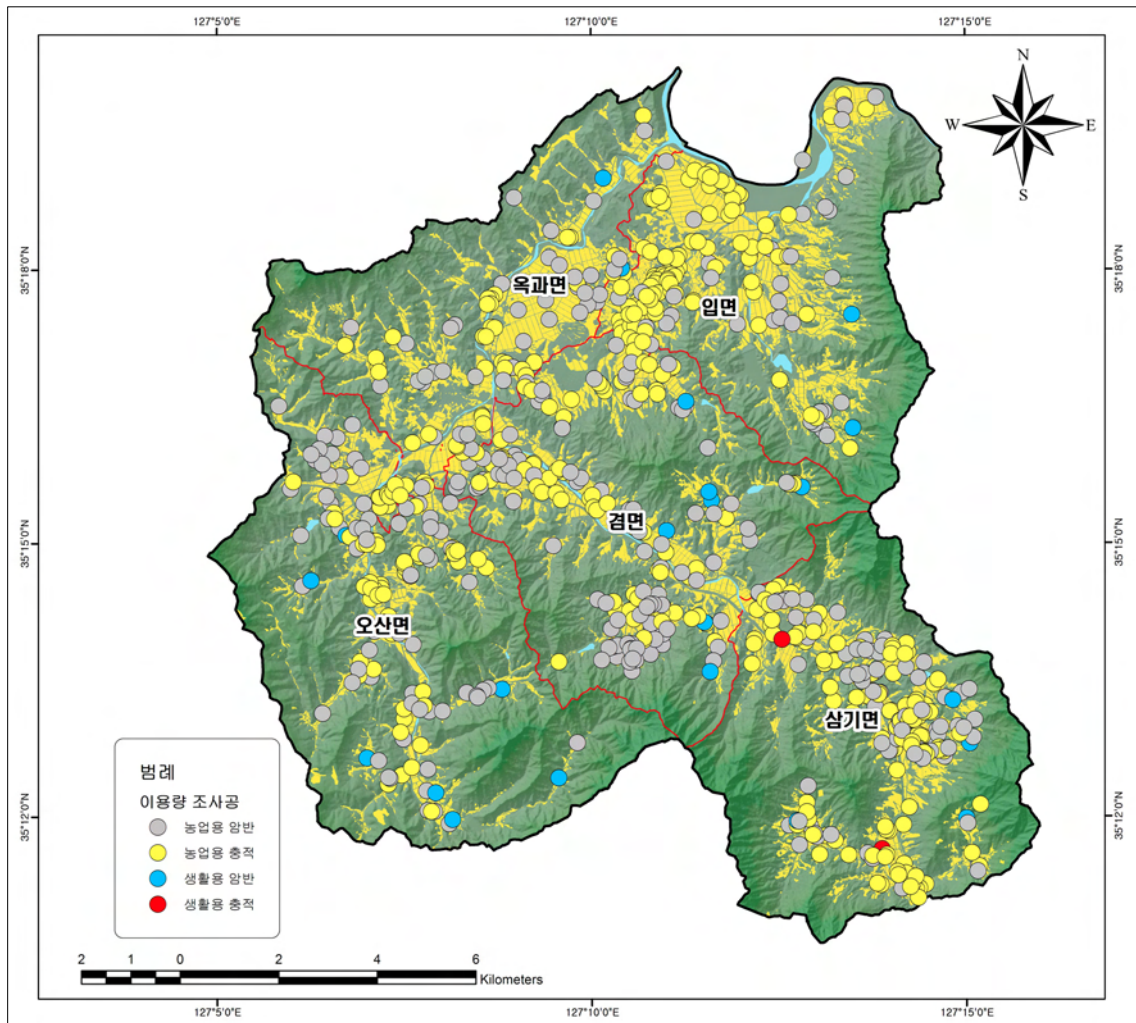 127°5'0"E 127°10'0"E 127°15'0"E
N
W E
S
35°18'0"N 35°18'0"N
옥과면
입면
35°15'0"N 35°15'0"N
겸면
오산면
삼기면
35°12'0"N 35°12'0"N
범례
이용량 조사공
농업용 암반
농업용 충적
생활용 암반
생활용 충적
2 1 0 2 4 6
Kilometers
127°5'0"E 127°10'0"E 127°15'0"E